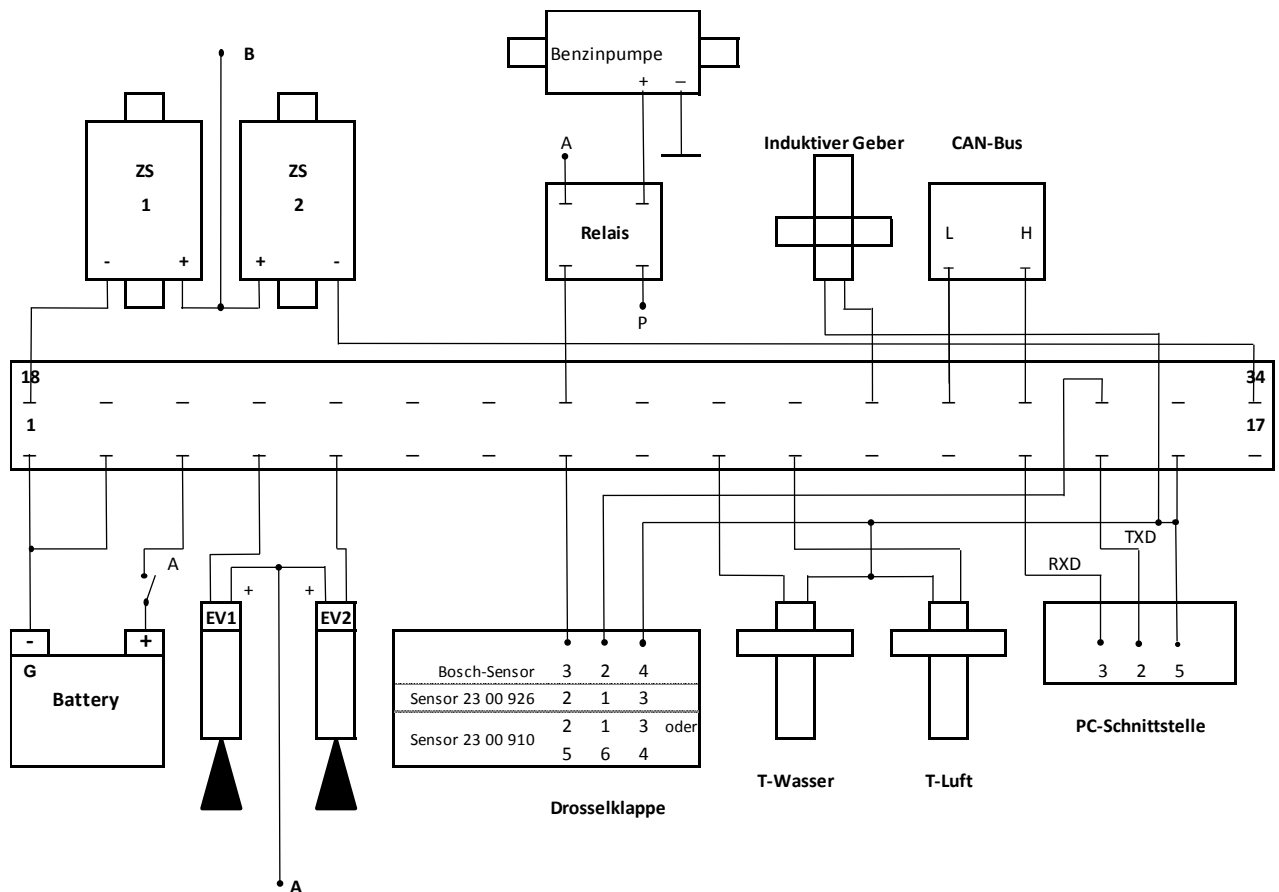 B
Benzinpumpe
+ –
A
Induktiver Geber
CAN-Bus
ZS
1
ZS
2
Relais
L H
- +
+ -
P
18 34
1 17
A
TXD
RXD
+ +
EV1 EV2
- +
G
Battery
Bosch-Sensor 3 2 4
Sensor 23 00 926 2 1 3
2 1 3 oder
Sensor 23 00 910
5 6 4
Drosselklappe
T-Wasser
T-Luft
3 2 5
PC-Schnittstelle
A